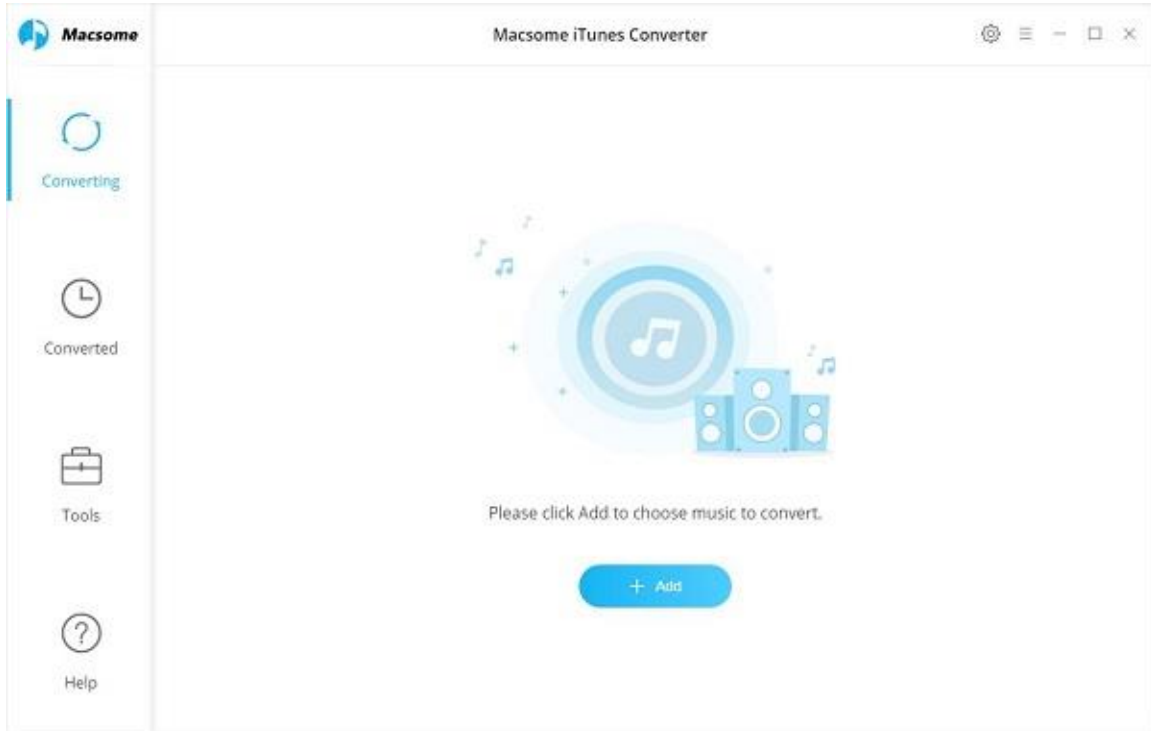 Macsome
Macsome iTunes Converter
Converting
Converted
Tools
Help
Please click Add to choose music to convert.
+ Add